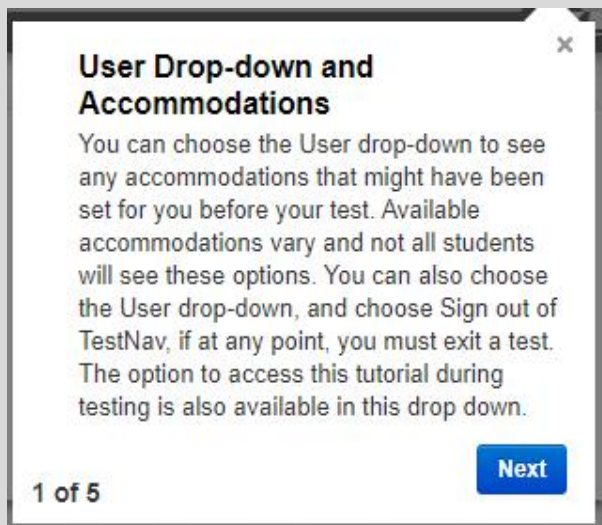 ×
User Drop-down and
Accommodations
You can choose the User drop-down to see
any accommodations that might have been
set for you before your test. Available
accommodations vary and not all students
will see these options. You can also choose
the User drop-down, and choose Sign out of
TestNav, if at any point, you must exit a test.
The option to access this tutorial during
testing is also available in this drop down.
Next
1 of 5